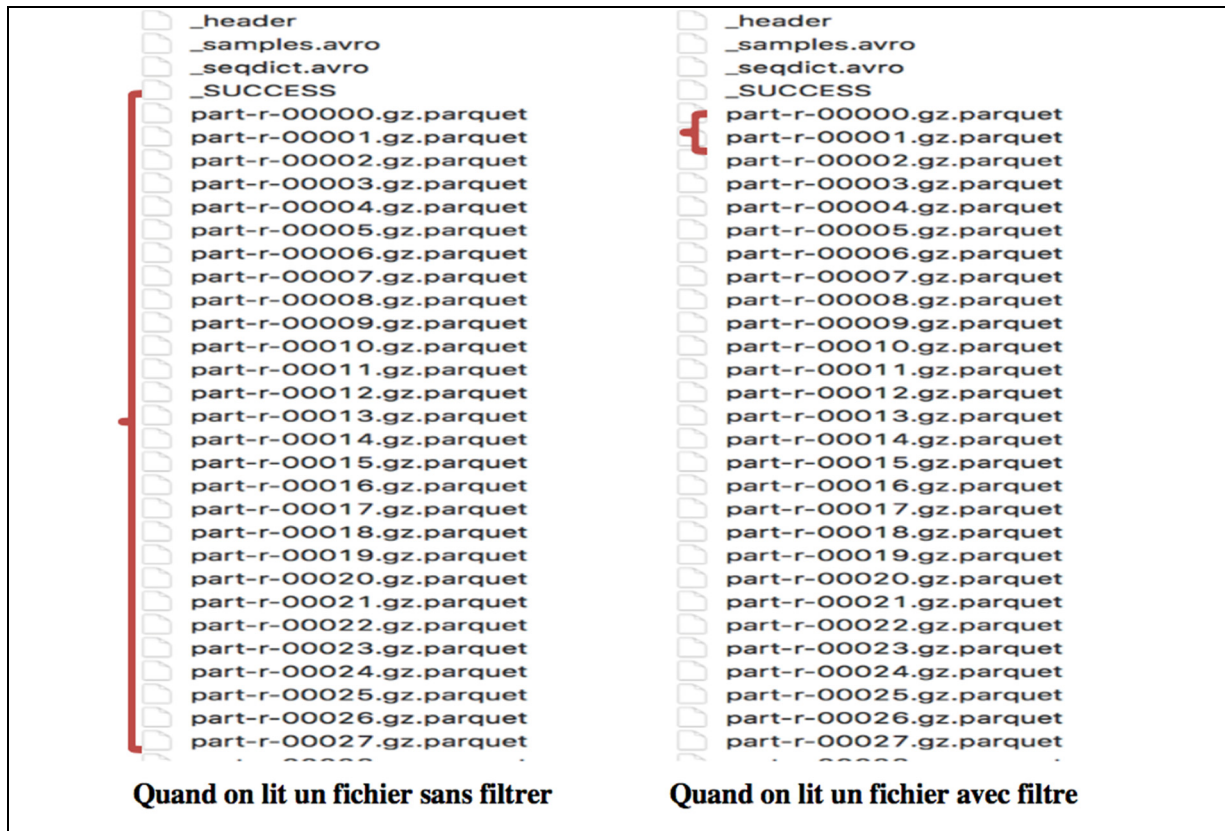 _header
_samples.avro
_seqdict.avro
_SUCCESS
part-r-00000.gz.parquet
part-r-00001.gz.parquet
part-r-00002.gz.parquet
part-r-00003.gz.parquet
part-r-00004.gz.parquet
part-r-00005.gz.parquet
part-r-00006.gz.parquet
part-r-00007.gz.parquet
part-r-00008.gz.parquet
part-r-00009.gz.parquet
part-r-00010.gz.parquet
part-r-00011.gz.parquet
part-r-00012.gz.parquet
part-r-00013.gz.parquet
part-r-00014.gz.parquet
part-r-00015.gz.parquet
part-r-00016.gz.parquet
part-r-00017.gz.parquet
part-r-00018.gz.parquet
part-r-00019.gz.parquet
part-r-00020.gz.parquet
part-r-00021.gz.parquet
part-r-00022.gz.parquet
part-r-00023.gz.parquet
part-r-00024.gz.parquet
part-r-00025.gz.parquet
part-r-00026.gz.parquet
part-r-00027.gz.parquet
Quand on lit un fichier sans filtrer
_header
_samples.avro
_seqdict.avro
_SUCCESS
part-r-00000.gz.parquet
part-r-00001.gz.parquet
part-r-00002.gz.parquet
part-r-00003.gz.parquet
part-r-00004.gz.parquet
part-r-00005.gz.parquet
part-r-00006.gz.parquet
part-r-00007.gz.parquet
part-r-00008.gz.parquet
part-r-00009.gz.parquet
part-r-00010.gz.parquet
part-r-00011.gz.parquet
part-r-00012.gz.parquet
part-r-00013.gz.parquet
part-r-00014.gz.parquet
part-r-00015.gz.parquet
part-r-00016.gz.parquet
part-r-00017.gz.parquet
part-r-00018.gz.parquet
part-r-00019.gz.parquet
part-r-00020.gz.parquet
part-r-00021.gz.parquet
part-r-00022.gz.parquet
part-r-00023.gz.parquet
part-r-00024.gz.parquet
part-r-00025.gz.parquet
part-r-00026.gz.parquet
part-r-00027.gz.parquet
Quand on lit un fichier avec filtre